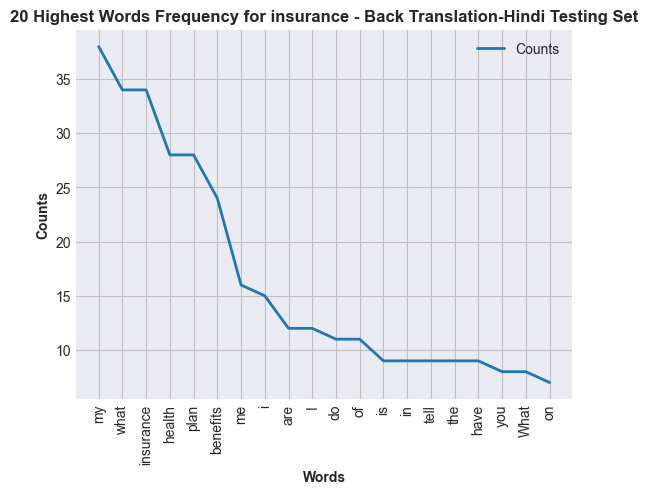 20 Highest Words Frequency for insurance - Back Translation-Hindi Testing Set
Counts
35
30
25
20
15
10
Counts
my
what
insurance
health
plan
benefits
me
i
are
I
do
of
is
in
tell
the
have
you
What
on
Words